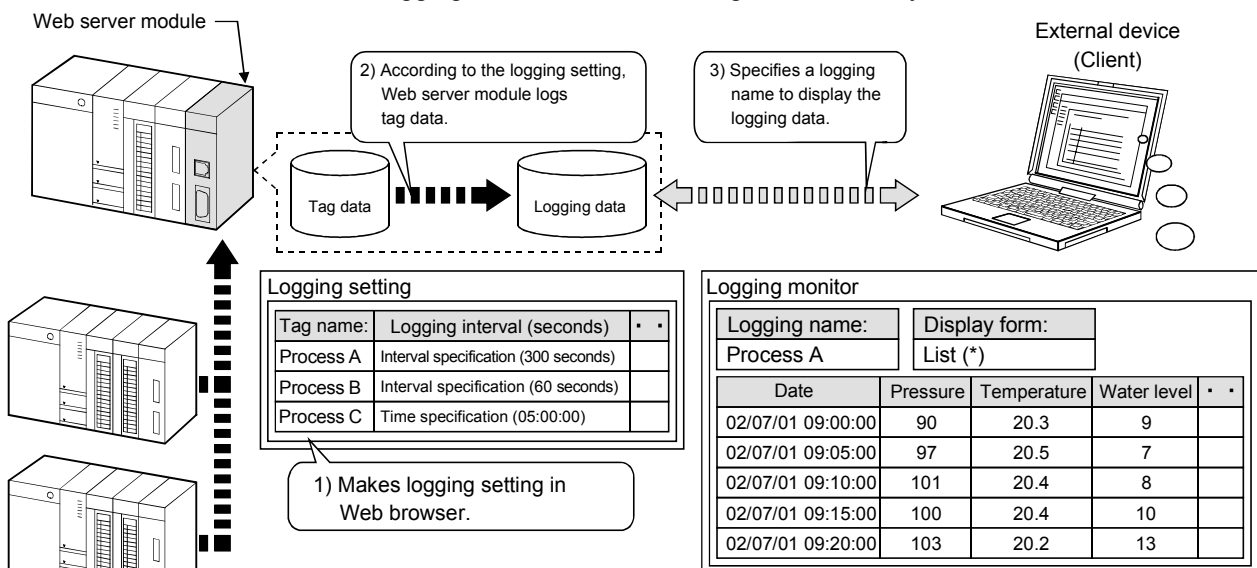 Web server module
External device
(Client)
2) According to the logging setting,
Web server module logs
tag data.
3) Specifies a logging
name to display the
logging data.
Tag data
Logging data
Logging setting
Tag name: Logging interval (seconds) · ·
Process A Interval specification (300 seconds)
Process B Interval specification (60 seconds)
Process C Time specification (05:00:00)
1) Makes logging setting in
Web browser.
Logging monitor
Logging name: Display form:
Process A List (*)
Date Pressure Temperature Water level · ·
02/07/01 09:00:00 90 20.3 9
02/07/01 09:05:00 97 20.5 7
02/07/01 09:10:00 101 20.4 8
02/07/01 09:15:00 100 20.4 10
02/07/01 09:20:00 103 20.2 13